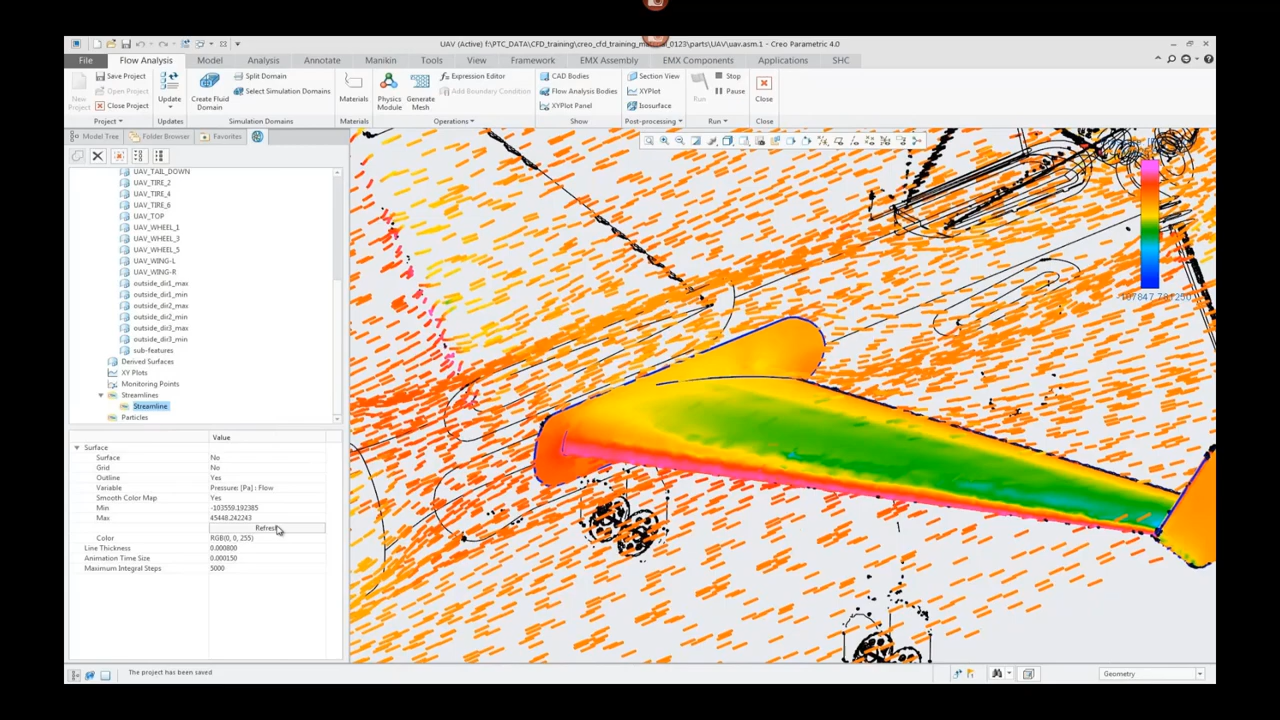 UAV (Active) f:\PTC_DATA\CFD_training\creo_cfd_training_ma al_0123\parts\UAV\uav.asm.1 - Creo Parametric 4.0
File Flow Analysis Model Analysis Annotate Manikin Tools View Framework EMX Assembly EMX Components Applications SHC
New Project
Save Project
Open Project
Close Project
Update
Create Fluid Domain
Split Domain
Select Simulation Domains
Materials
Physics Module
Generate Mesh
Expression Editor
Add Boundary Condition
CAD Bodies
Flow Analysis Bodies
XYPlot Panel
Section View
XYPlot
Isosurface
Run
Stop
Pause
Close
Project Updates Simulation Domains Materials Operations Show Post-processing Run Close
Model Tree Folder Browser Favorites
UAV_TAIL_DOWN
UAV_TIRE_2
UAV_TIRE_4
UAV_TIRE_6
UAV_TOP
UAV_WHEEL_1
UAV_WHEEL_3
UAV_WHEEL_5
UAV_WING-L
UAV_WING-R
outside_dir1_max
outside_dir1_min
outside_dir2_max
outside_dir2_min
outside_dir3_max
outside_dir3_min
sub-features
Derived Surfaces
XY Plots
Monitoring Points
Streamlines
Streamline
Particles
Value
Surface
Surface No
Grid No
Outline Yes
Variable Pressure: [Pa] : Flow
Smooth Color Map Yes
Min -103559.192385
Max 45448.242243
Refresh
Color RGB(0, 0, 255)
Line Thickness 0.000800
Animation Time Size 0.000150
Maximum Integral Steps 5000
-107847.781250
The project has been saved
Geometry